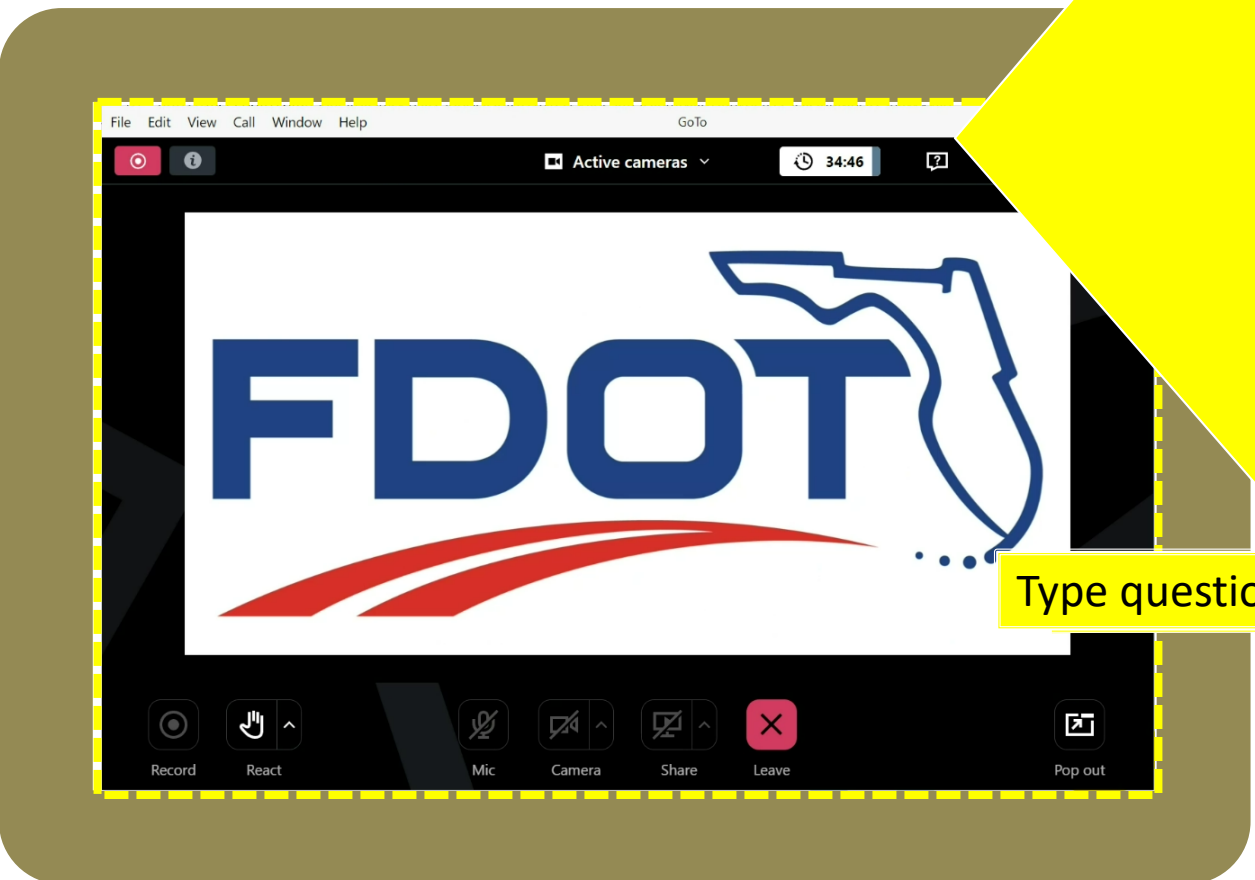 File Edit View Call Window Help GoTo
Active cameras 34:46
FDOT
Type
Record React Mic Camera Share Leave Pop out